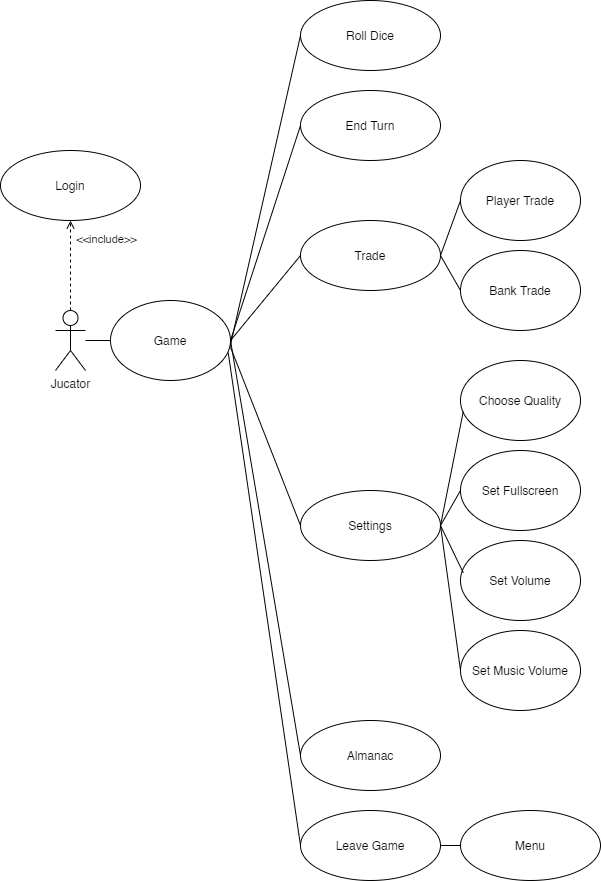 Roll Dice
End Turn
Login
Player Trade
<<include>>
Trade
Bank Trade
Game
Jucator
Choose Quality
Set Fullscreen
Settings
Set Volume
Set Music Volume
Almanac
Leave Game
Menu